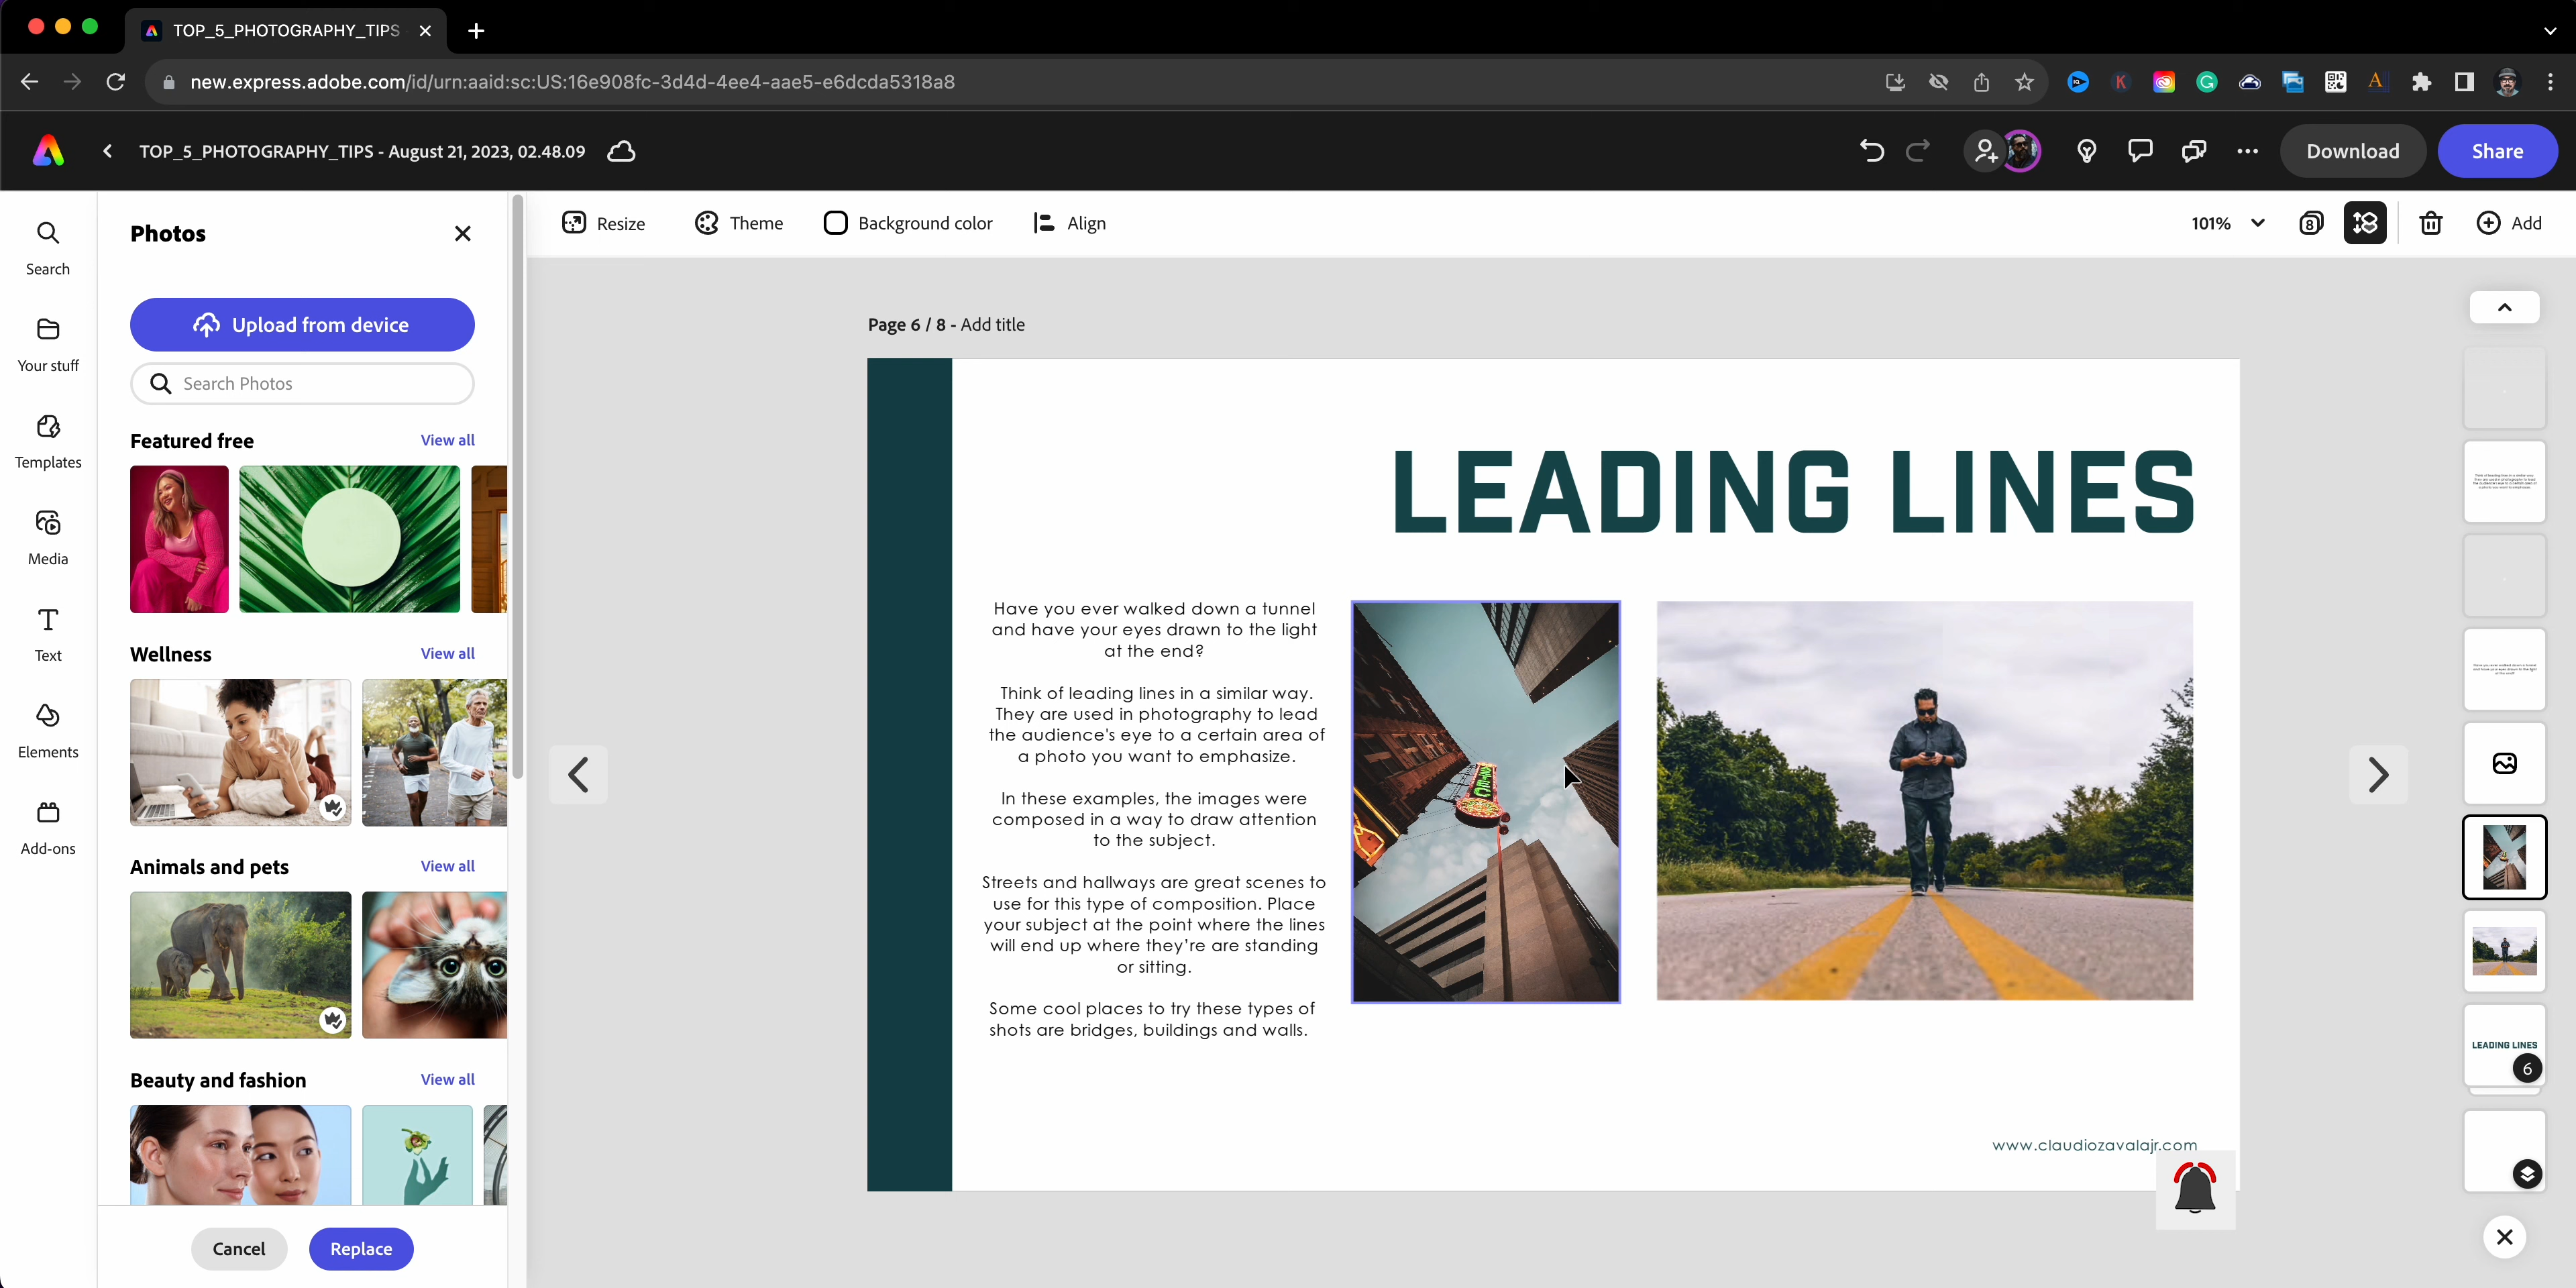 TOP_5_PHOTOGRAPHY_TIPS
new.express.adobe.com/id/urn:aaid:sc:US:16e908fc-3d4d-4ee4-aae5-e6dcda5318a8
TOP_5_PHOTOGRAPHY_TIPS - August 21, 2023, 02.48.09
Download
Share
Resize
Theme
Background color
Align
101%
8
Add
Search
Your stuff
Templates
Media
Text
Elements
Add-ons
Photos
Upload from device
Search Photos
Featured free
View all
Wellness
View all
Animals and pets
View all
Beauty and fashion
View all
Cancel
Replace
Page 6 / 8 - Add title
LEADING LINES
Have you ever walked down a tunnel
and have your eyes drawn to the light
at the end?
Think of leading lines in a similar way.
They are used in photography to lead
the audience's eye to a certain area of
a photo you want to emphasize.
In these examples, the images were
composed in a way to draw attention
to the subject.
Streets and hallways are great scenes to
use for this type of composition. Place
your subject at the point where the lines
will end up where they're are standing
or sitting.
Some cool places to try these types of
shots are bridges, buildings and walls.
www.claudiozavalajr.com
LEADING LINES
6